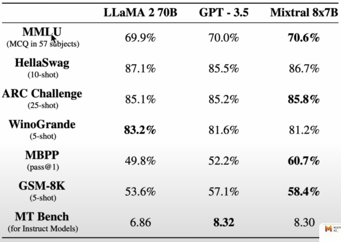 LLaMA 2 70B GPT - 3.5 Mixtral 8x7B
MMLU 69.9% 70.0% 70.6%
(MCQ in 57 subjects)
HellaSwag 87.1% 85.5% 86.7%
(10-shot)
ARC Challenge 85.1% 85.2% 85.8%
(25-shot)
WinoGrande 83.2% 81.6% 81.2%
(5-shot)
MBPP 49.8% 52.2% 60.7%
(pass@1)
GSM-8K 53.6% 57.1% 58.4%
(5-shot)
MT Bench 6.86 8.32 8.30
(for Instruct Models)